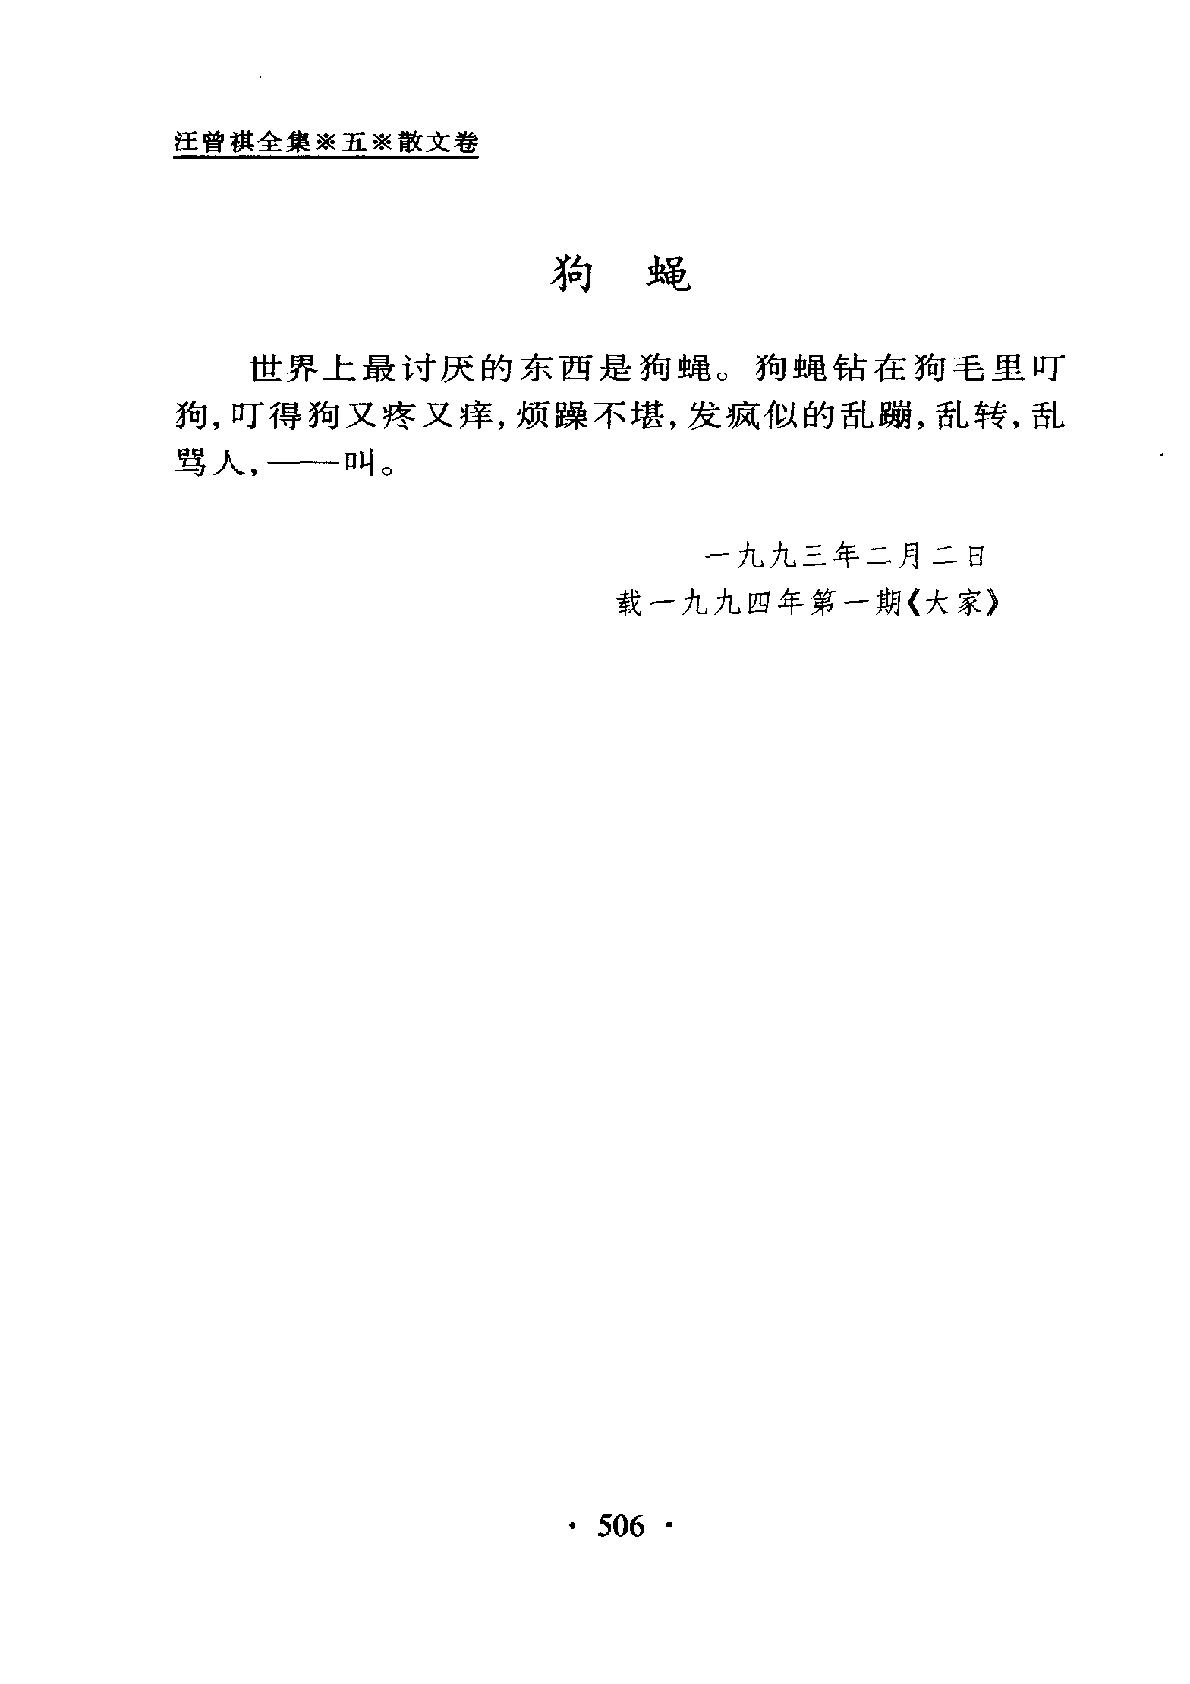 汪曾祺全集※五※散文卷
狗　蝇
世界上最讨厌的东西是狗蝇。狗蝇钻在狗毛里叮
狗,叮得狗又疼又痒,烦躁不堪,发疯似的乱蹦,乱转,乱
骂人,——叫。
一九九三年二月二日
载一九九四年第一期《大家》
· 506 ·